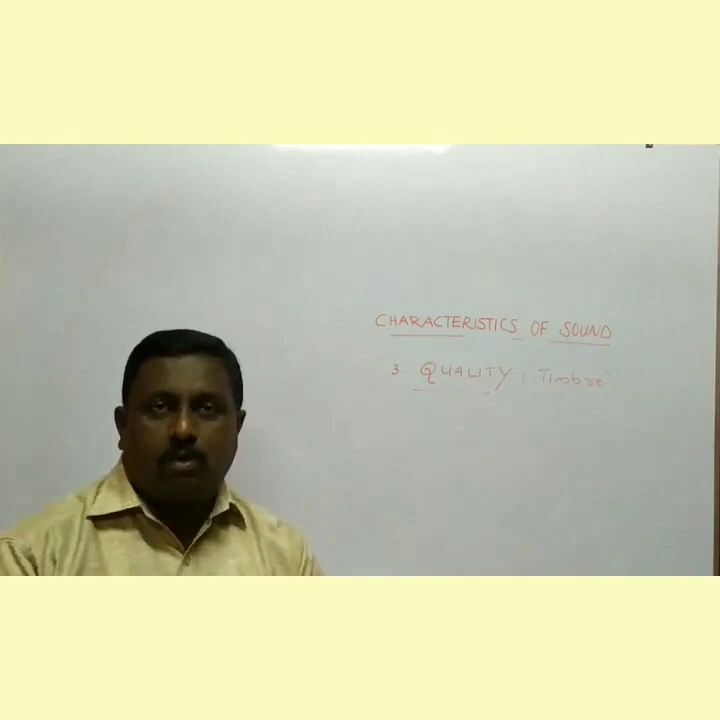 CHARACTERISTICS OF SOUND
3. QUALITY (Timbre)